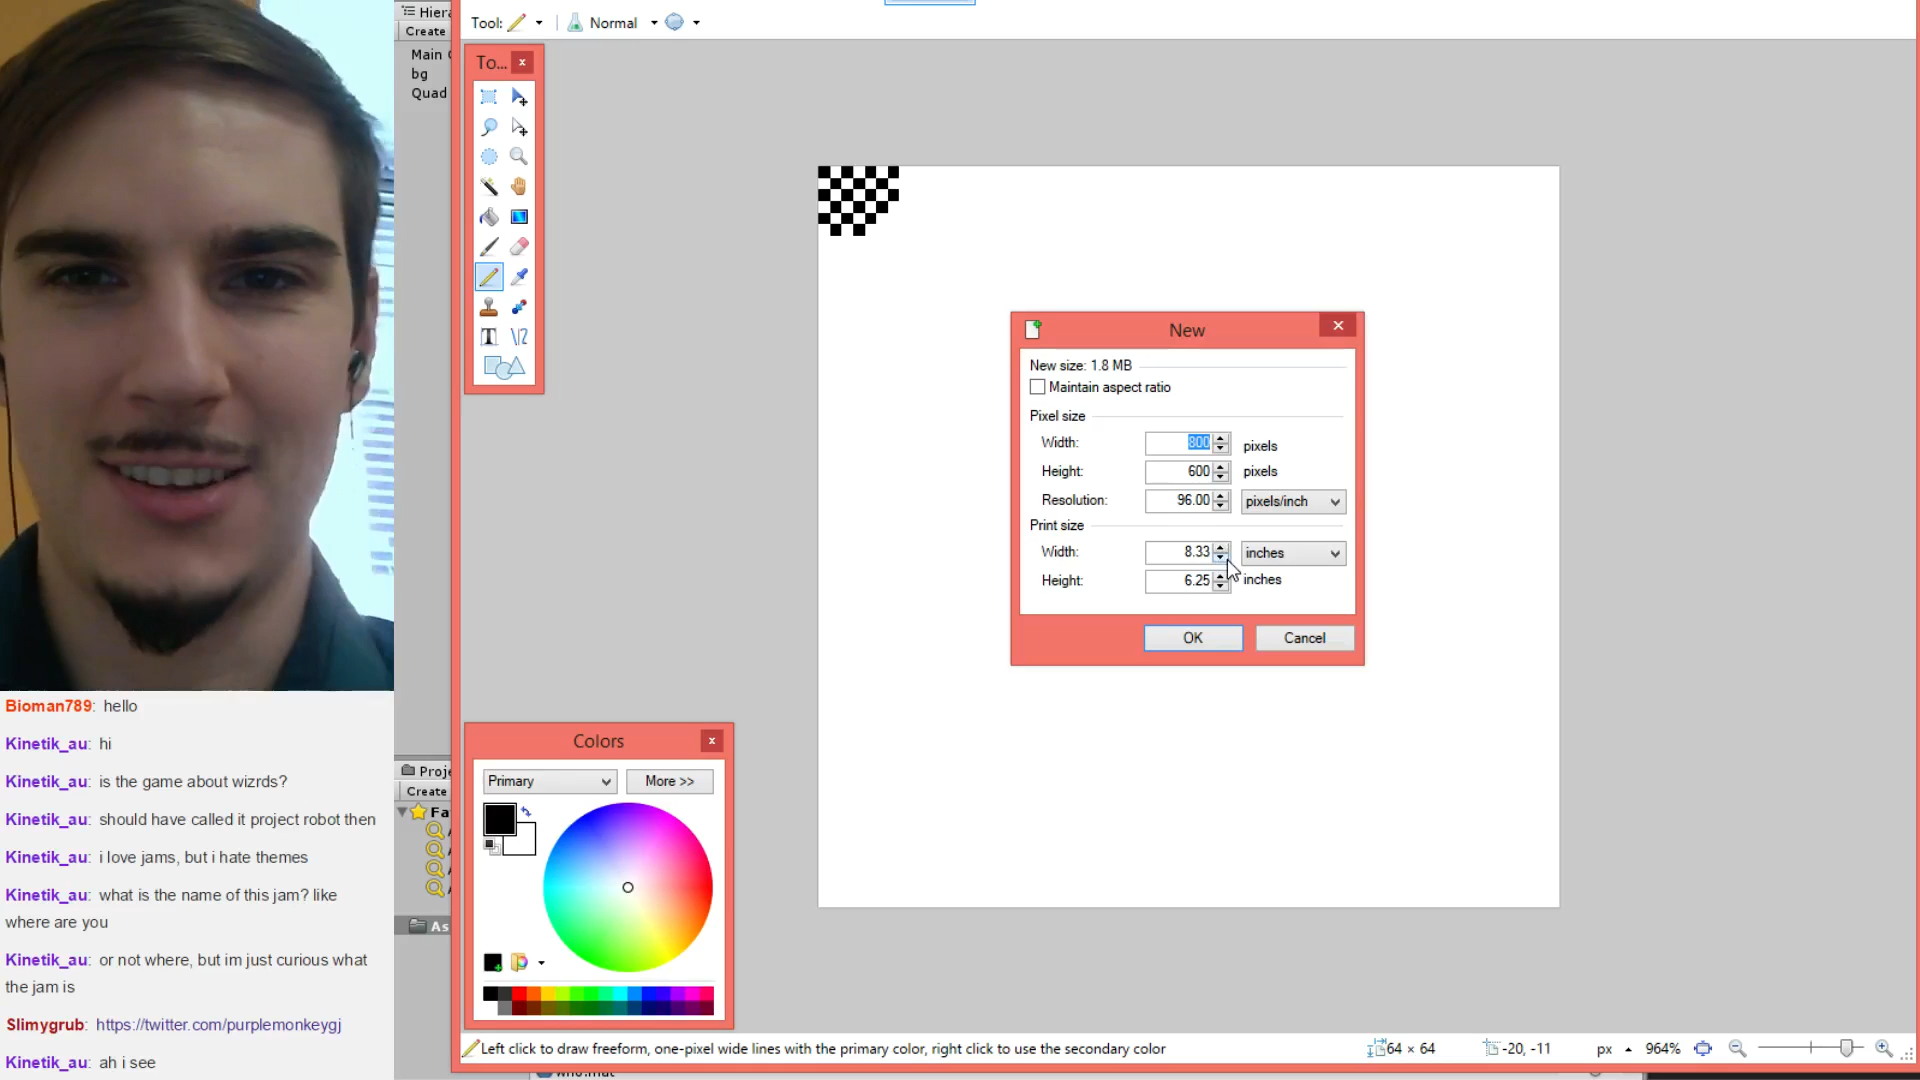 Hiera
Create
Main
bg
Quad
Tool:
Normal
To...
New
New size: 1.8 MB
Maintain aspect ratio
Pixel size
Width: 800 pixels
Height: 600 pixels
Resolution: 96.00 pixels/inch
Print size
Width: 8.33 inches
Height: 6.25 inches
OK Cancel
Colors
Primary More >>
Proje
Create
Fa
As
Bioman789: hello
Kinetik_au: hi
Kinetik_au: is the game about wizrds?
Kinetik_au: should have called it project robot then
Kinetik_au: i love jams, but i hate themes
Kinetik_au: what is the name of this jam? like
where are you
Kinetik_au: or not where, but im just curious what
the jam is
Slimygrub: https://twitter.com/purplemonkeygj
Kinetik_au: ah i see
Left click to draw freeform, one-pixel wide lines with the primary color, right click to use the secondary color
64 × 64 -20, -11 px 964%